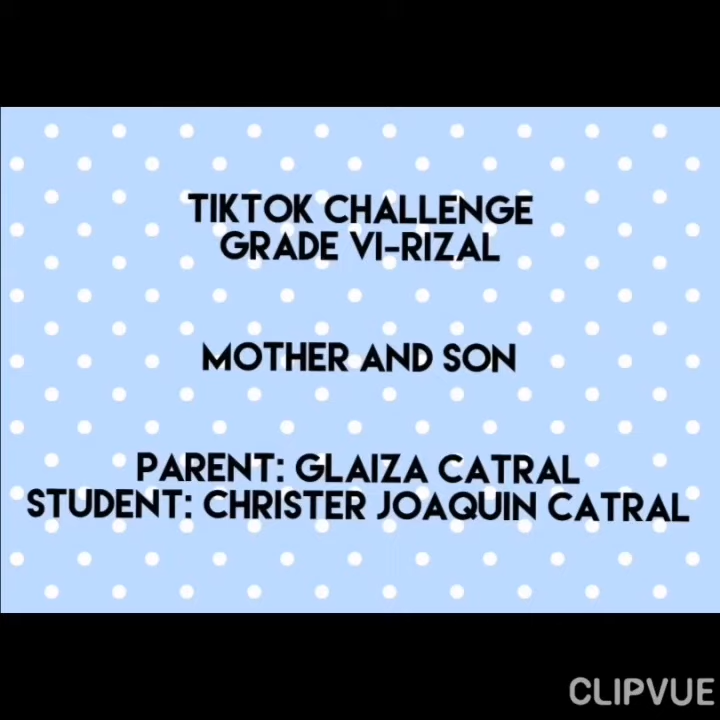 TIKTOK CHALLENGE
GRADE VI-RIZAL
MOTHER AND SON
PARENT: GLAIZA CATRAL
STUDENT: CHRISTER JOAQUIN CATRAL
CLIPVUE